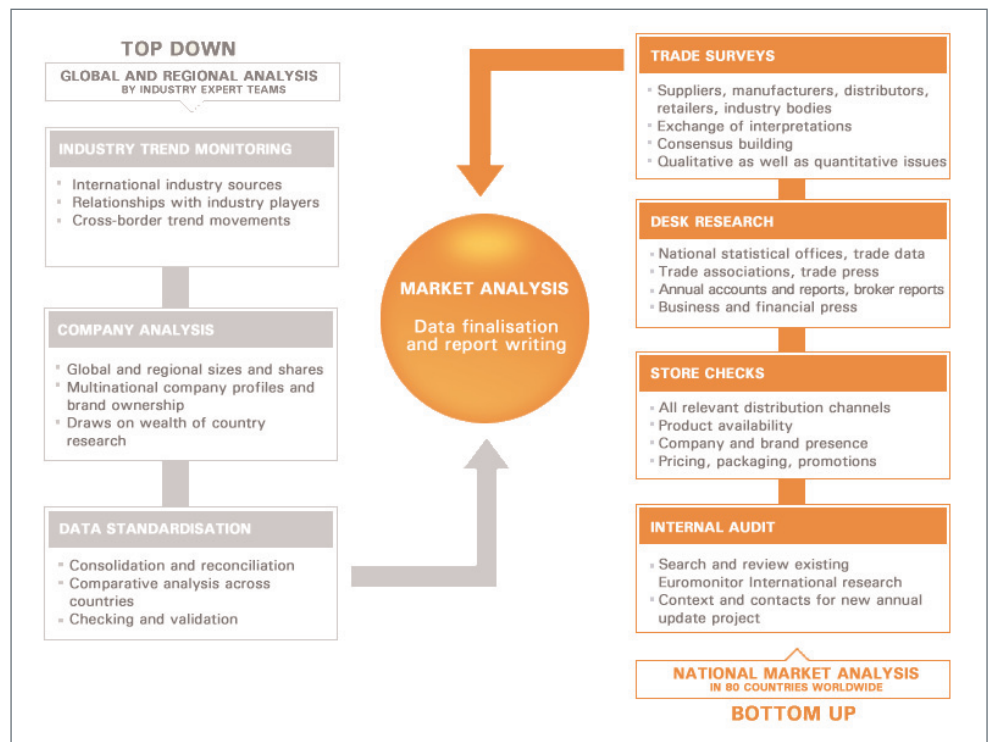 TOP DOWN
GLOBAL AND REGIONAL ANALYSIS
BY INDUSTRY EXPERT TEAMS
INDUSTRY TREND MONITORING
International industry sources
Relationships with industry players
Cross-border trend movements
COMPANY ANALYSIS
Global and regional sizes and shares
Multinational company profiles and
brand ownership
Draws on wealth of country
research
DATA STANDARDISATION
Consolidation and reconciliation
Comparative analysis across
countries
Checking and validation
MARKET ANALYSIS
Data finalisation
and report writing
TRADE SURVEYS
Suppliers, manufacturers, distributors,
retailers, industry bodies
Exchange of interpretations
Consensus building
Qualitative as well as quantitative issues
DESK RESEARCH
National statistical offices, trade data
Trade associations, trade press
Annual accounts and reports, broker reports
Business and financial press
STORE CHECKS
All relevant distribution channels
Product availability
Company and brand presence
Pricing, packaging, promotions
INTERNAL AUDIT
Search and review existing
Euromonitor International research
Context and contacts for new annual
update project
NATIONAL MARKET ANALYSIS
IN 80 COUNTRIES WORLDWIDE
BOTTOM UP